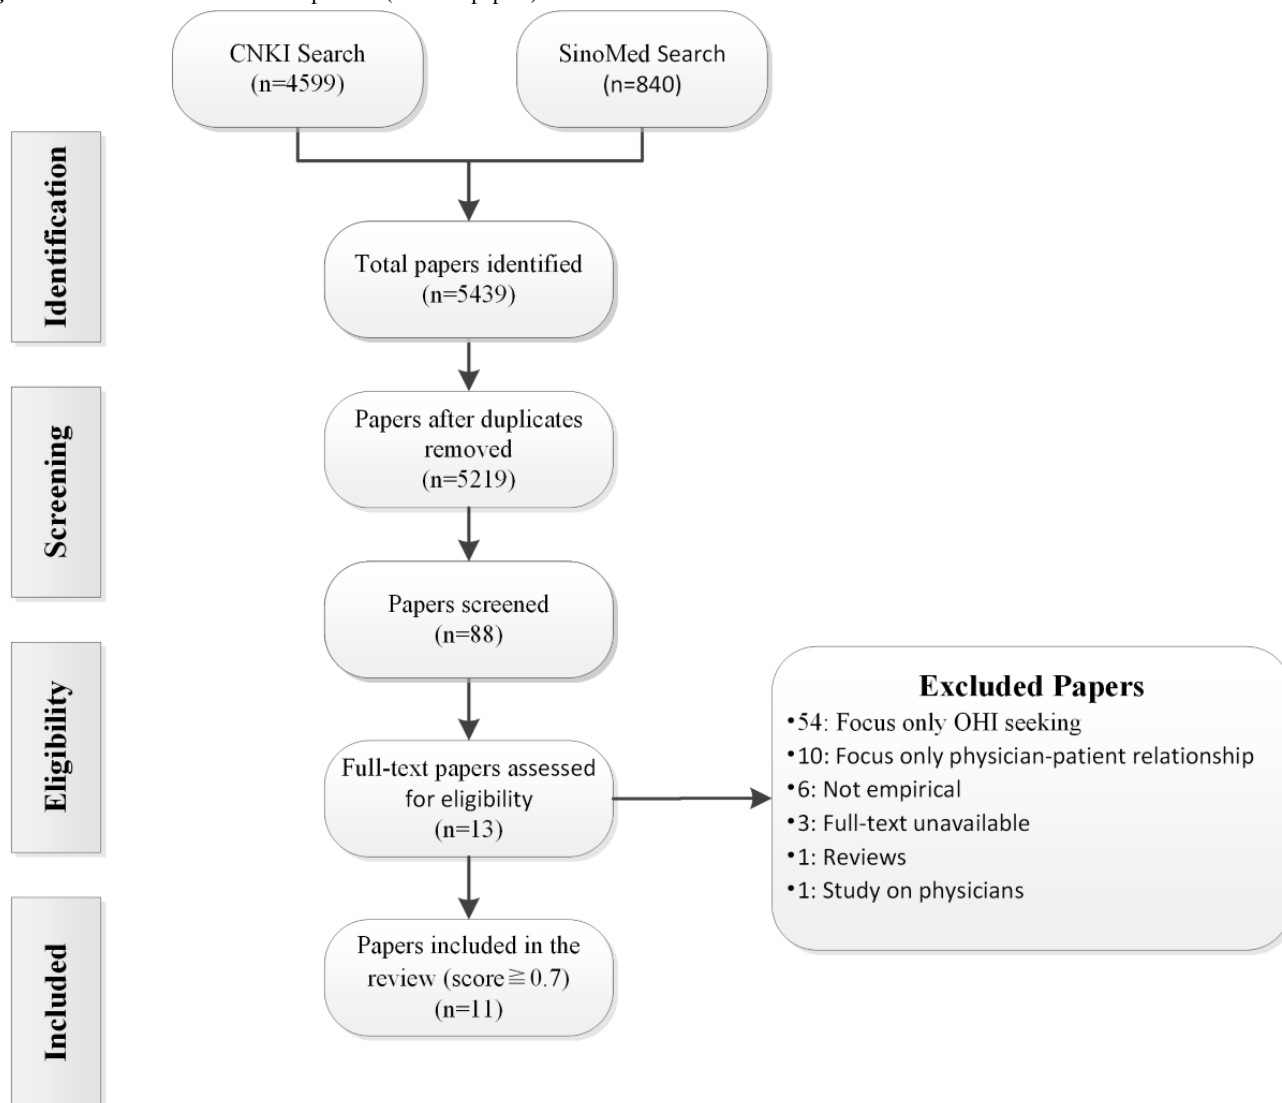 CNKI Search
(n=4599)
SinoMed Search
(n=840)
Identification
Total papers identified
(n=5439)
Screening
Papers after duplicates
removed
(n=5219)
Papers screened
(n=88)
Eligibility
Full-text papers assessed
for eligibility
(n=13)
Excluded Papers
•54: Focus only OHI seeking
•10: Focus only physician-patient relationship
•6: Not empirical
•3: Full-text unavailable
•1: Reviews
•1: Study on physicians
Included
Papers included in the
review (score≧0.7)
(n=11)